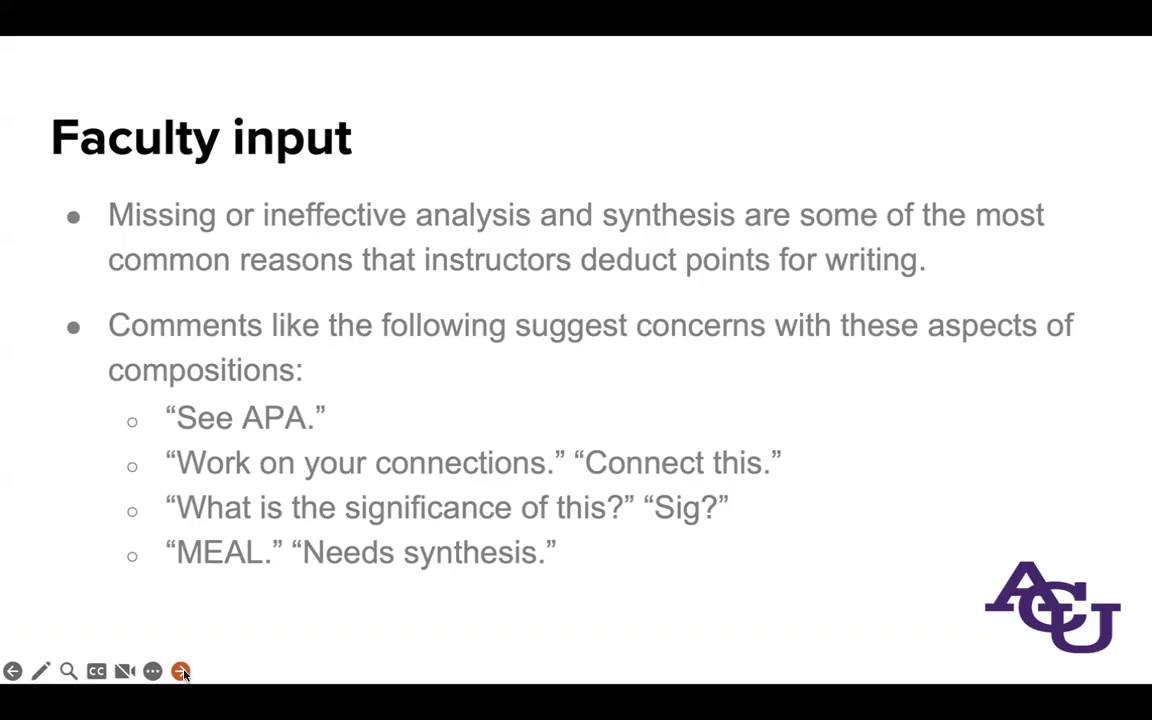 Faculty input
● Missing or ineffective analysis and synthesis are some of the most
common reasons that instructors deduct points for writing.
● Comments like the following suggest concerns with these aspects of
compositions:
○ “See APA.”
○ “Work on your connections.” “Connect this.”
○ “What is the significance of this?” “Sig?”
○ “MEAL.” “Needs synthesis.”
ACU
CC